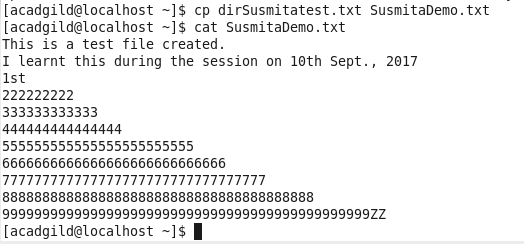 [acadgild@localhost ~]$ cp dirSusmitatest.txt SusmitaDemo.txt
[acadgild@localhost ~]$ cat SusmitaDemo.txt
This is a test file created.
I learnt this during the session on 10th Sept., 2017
1st
222222222
333333333333
444444444444444
555555555555555555555555
6666666666666666666666666666
777777777777777777777777777777777
888888888888888888888888888888888888888
9999999999999999999999999999999999999999999999ZZ
[acadgild@localhost ~]$